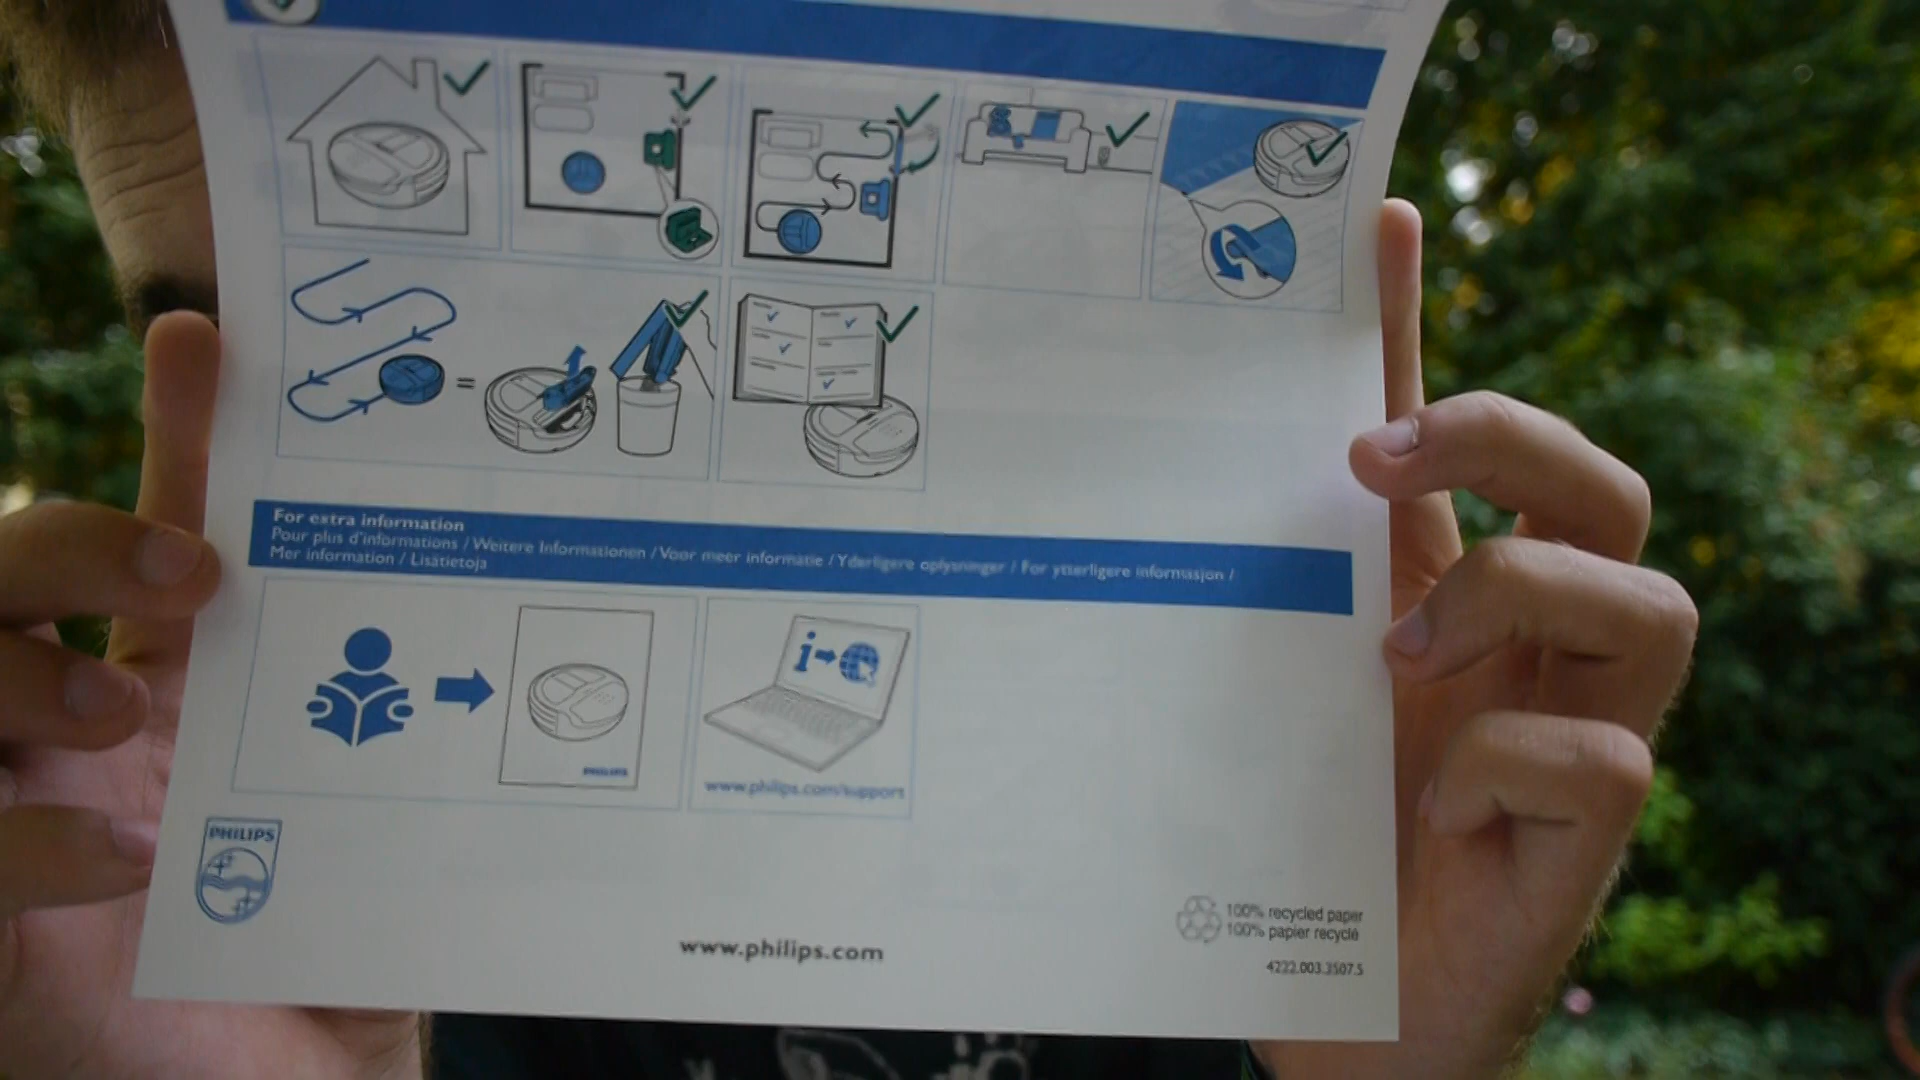 For extra information
Pour plus d'informations / Weitere Informationen / Voor meer informatie / Yderligere oplysninger / For ytterligere informasjon /
Mer information / Lisätietoja
i
PHILIPS
www.philips.com/support
PHILIPS
www.philips.com
100% recycled paper
100% papier recyclé
4222.003.3507.5